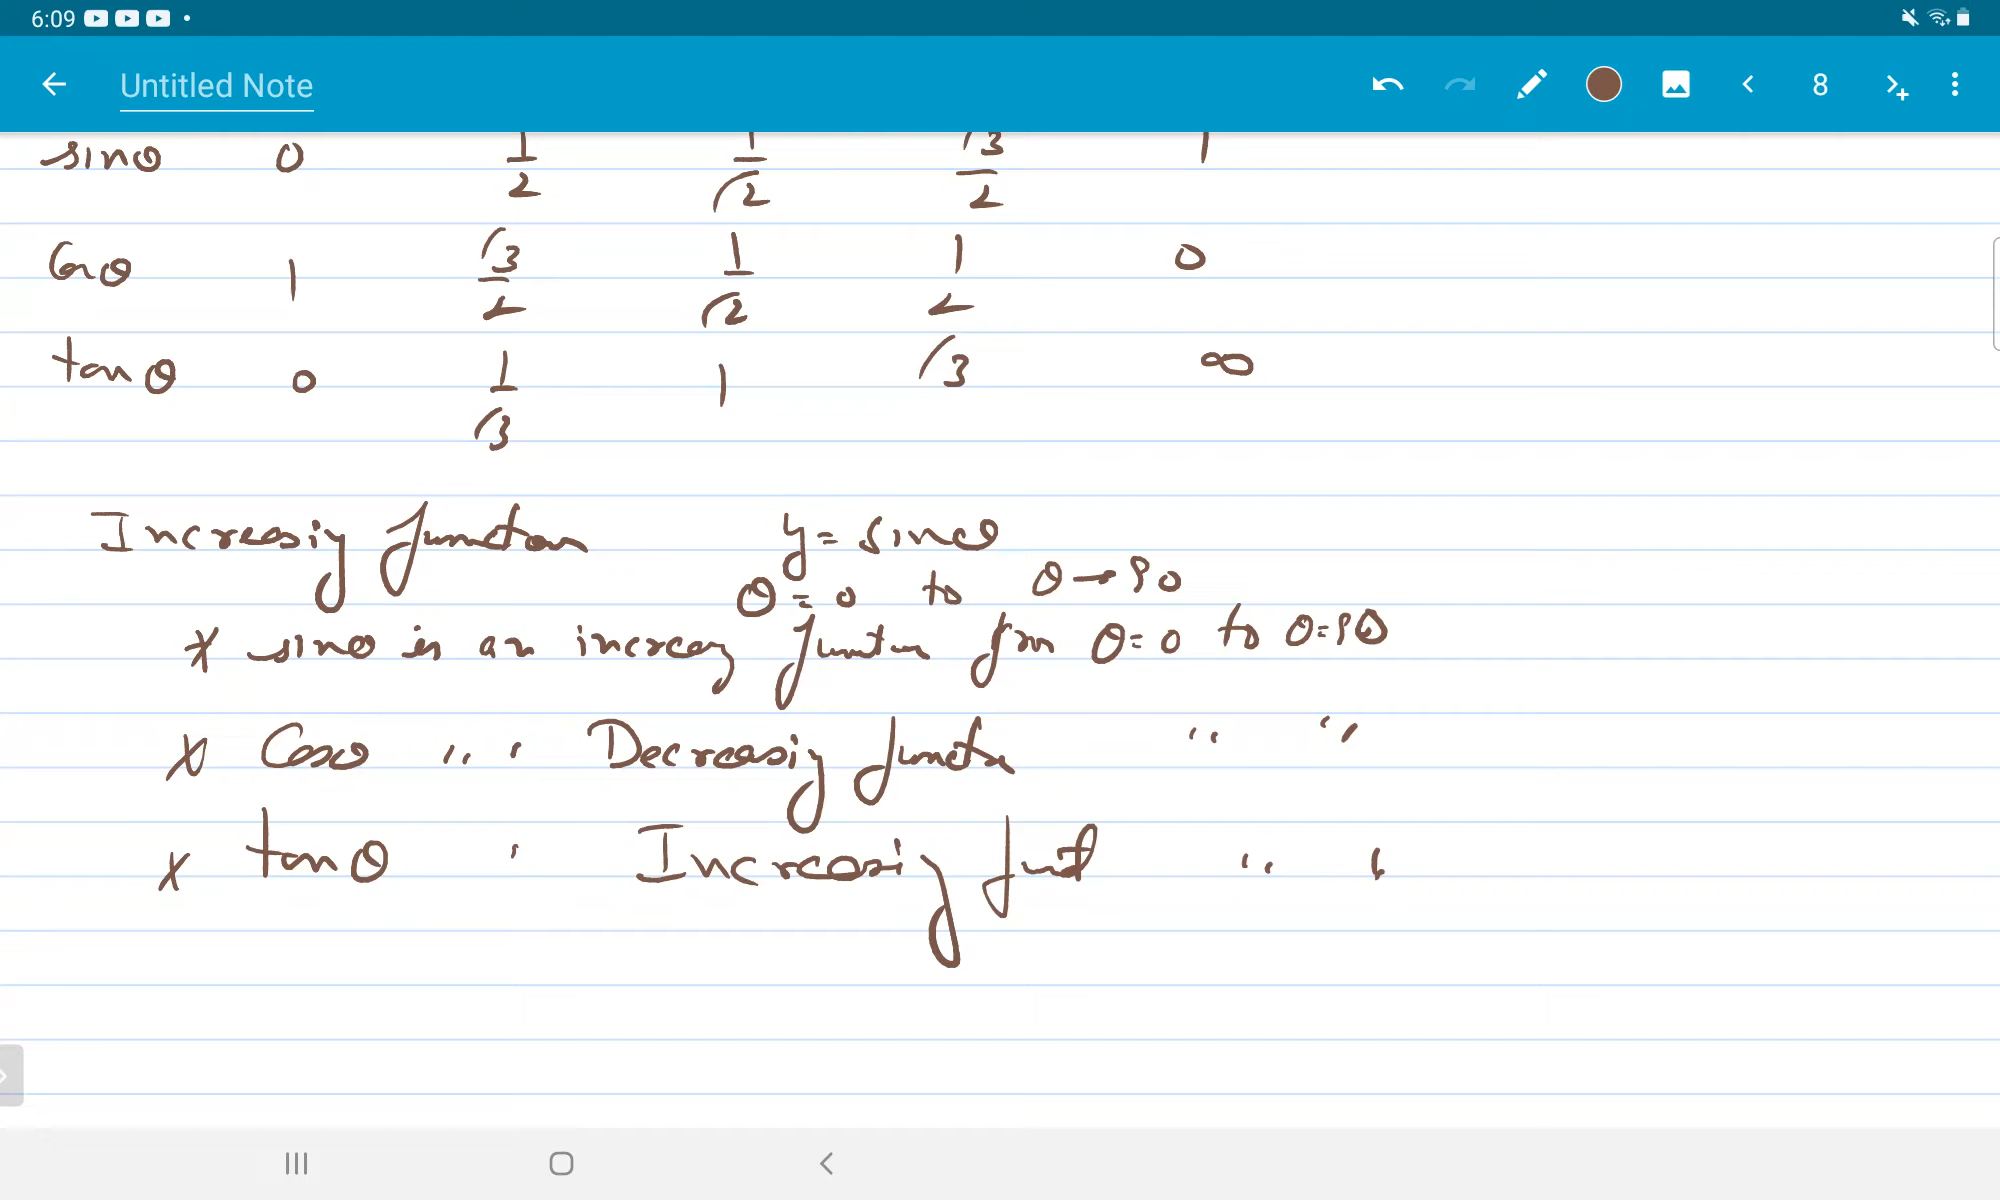 6:09
Untitled Note
8
sinθ 0 1/2 1/√2 √3/2 1
Cosθ 1 √3/2 1/√2 1/2 0
tanθ 0 1/√3 1 √3 ∞
Increasing function y = sinθ
θ = 0 to θ → 90
* sinθ is an increasing function from θ = 0 to θ = 90
* Cosθ " " Decreasing function " "
* tanθ " Increasing funct " "